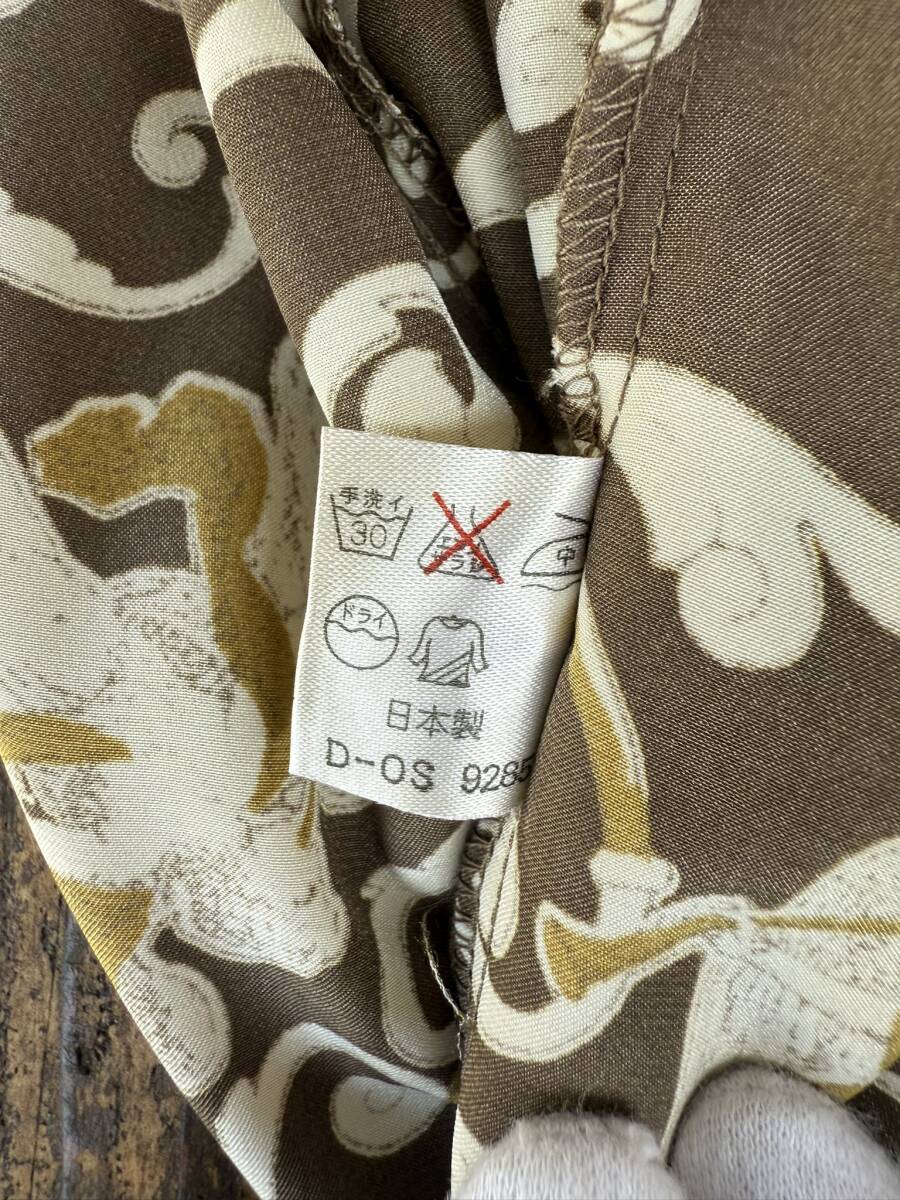 手洗イ
30
エンソ
サラシ
中
ドライ
日本製
D-OS 9285